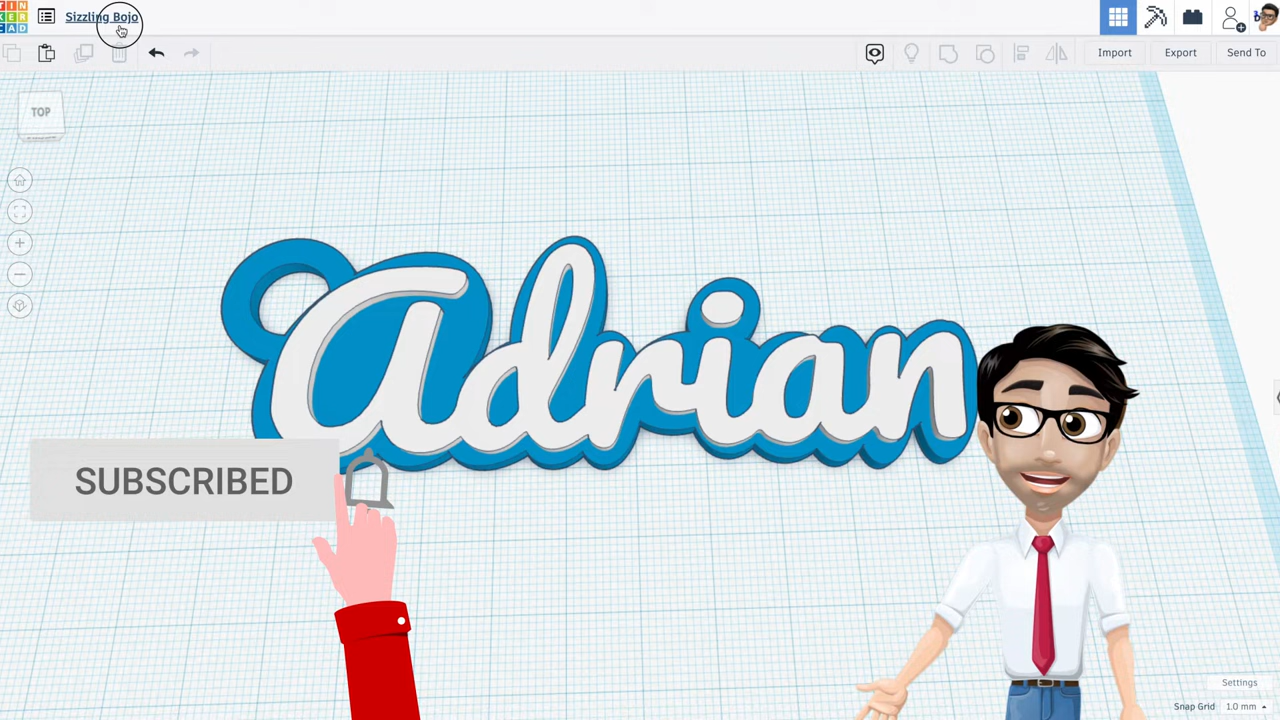 TIN
KER
CAD
Sizzling Bojo
Import
Export
Send To
TOP
Adrian
SUBSCRIBED
Settings
Snap Grid 1.0 mm